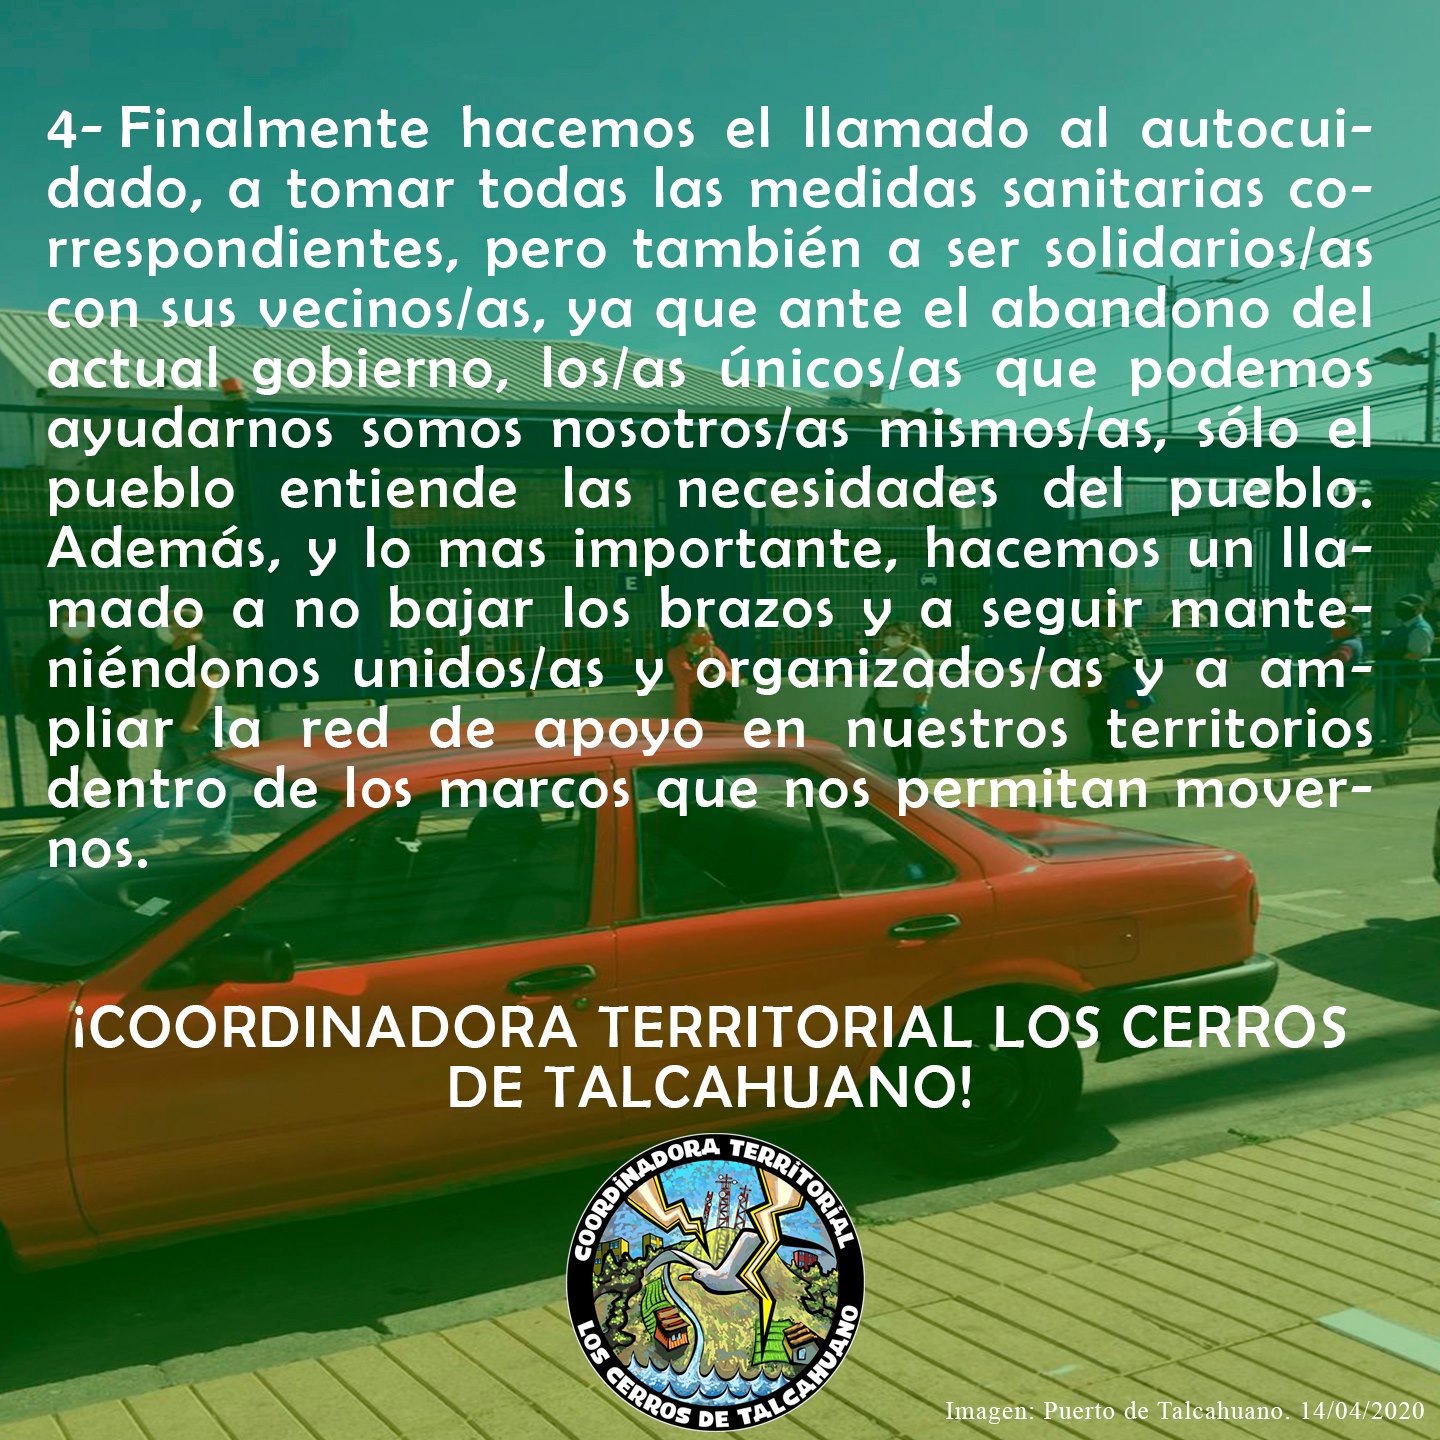 4- Finalmente hacemos el llamado al autocui-
dado, a tomar todas las medidas sanitarias co-
rrespondientes, pero también a ser solidarios/as
con sus vecinos/as, ya que ante el abandono del
actual gobierno, los/as únicos/as que podemos
ayudarnos somos nosotros/as mismos/as, sólo el
pueblo entiende las necesidades del pueblo.
Además, y lo mas importante, hacemos un lla-
mado a no bajar los brazos y a seguir mante-
niéndonos unidos/as y organizados/as y a am-
pliar la red de apoyo en nuestros territorios
dentro de los marcos que nos permitan mover-
nos.
¡COORDINADORA TERRITORIAL LOS CERROS
DE TALCAHUANO!
COORDINADORA TERRITORIAL
LOS CERROS DE TALCAHUANO
Imagen: Puerto de Talcahuano. 14/04/2020
E
E